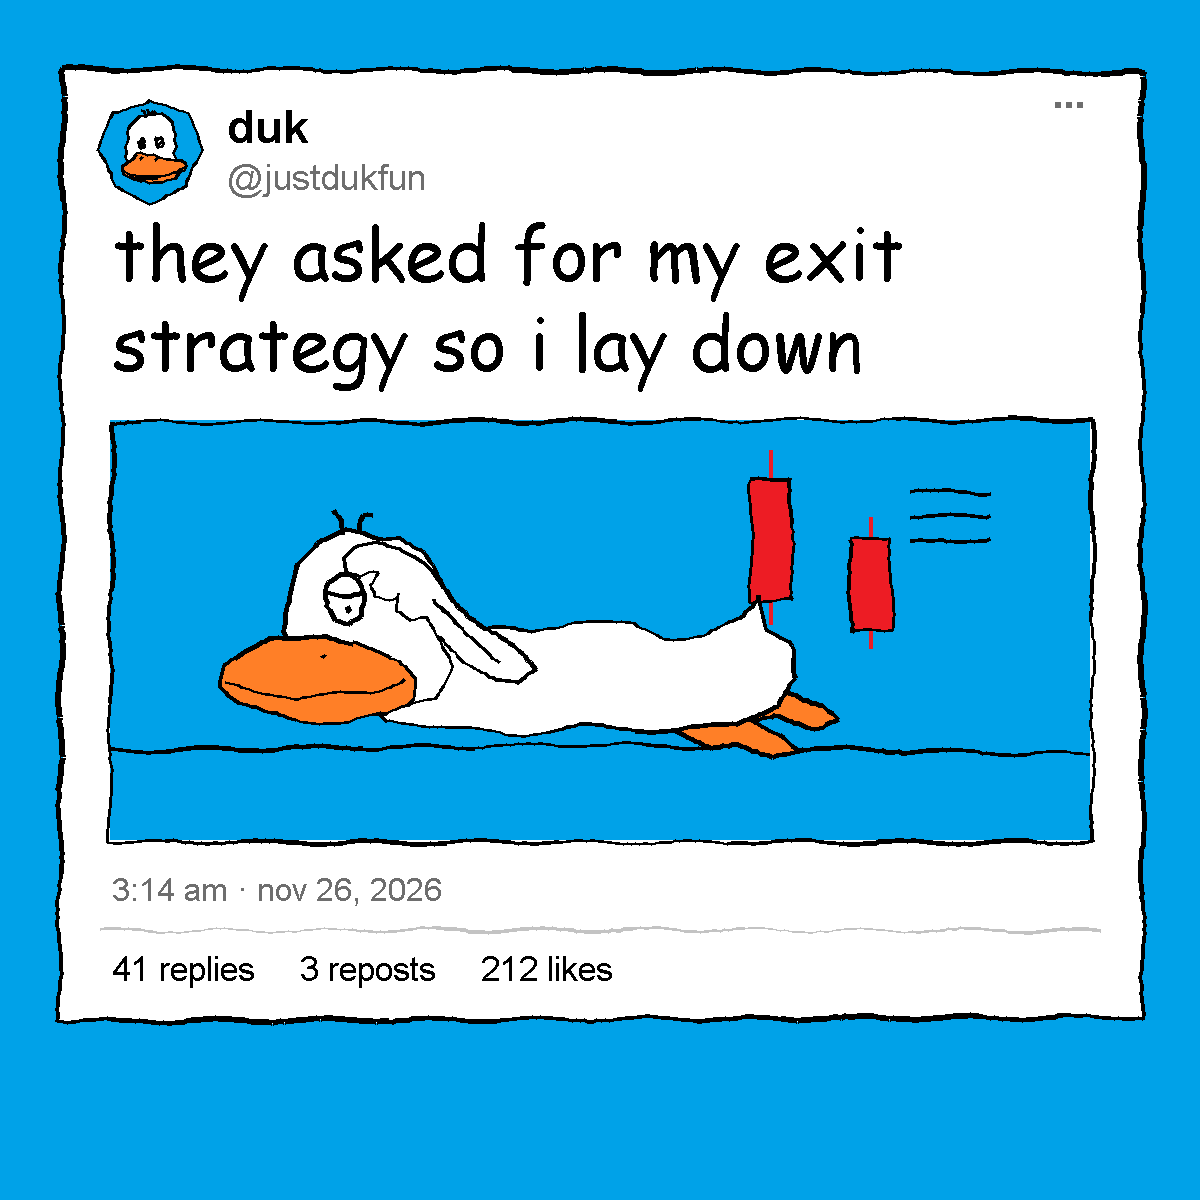 duk
@justdukfun
they asked for my exit
strategy so i lay down
3:14 am · nov 26, 2026
41 replies 3 reposts 212 likes